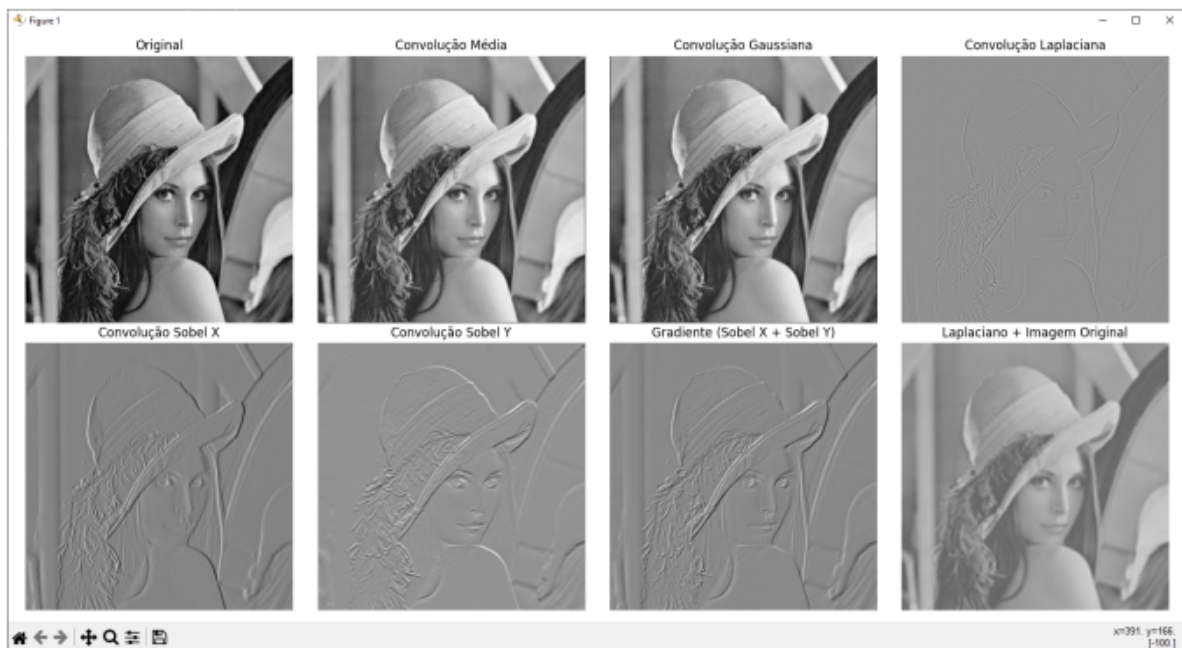 Figure 1
Original
Convolução Média
Convolução Gaussiana
Convolução Laplaciana
Convolução Sobel X
Convolução Sobel Y
Gradiente (Sobel X + Sobel Y)
Laplaciano + Imagem Original
x=391. y=166.
[-100.]